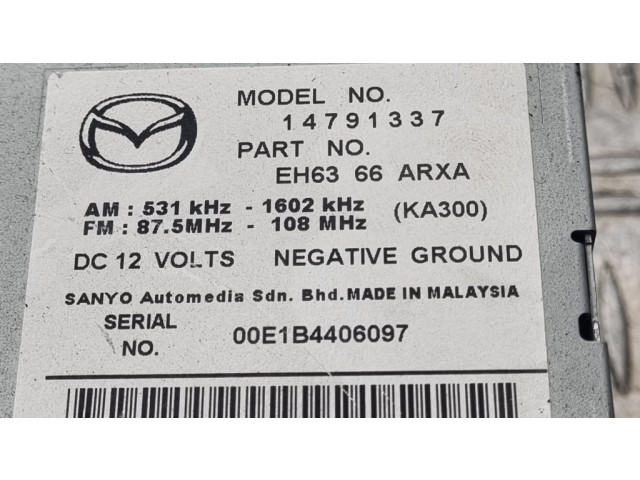 MODEL NO.
14791337
PART NO.
EH63 66 ARXA
AM : 531 kHz - 1602 kHz (KA300)
FM : 87.5MHz - 108 MHz
DC 12 VOLTS NEGATIVE GROUND
SANYO Automedia Sdn. Bhd. MADE IN MALAYSIA
SERIAL NO. 00E1B4406097